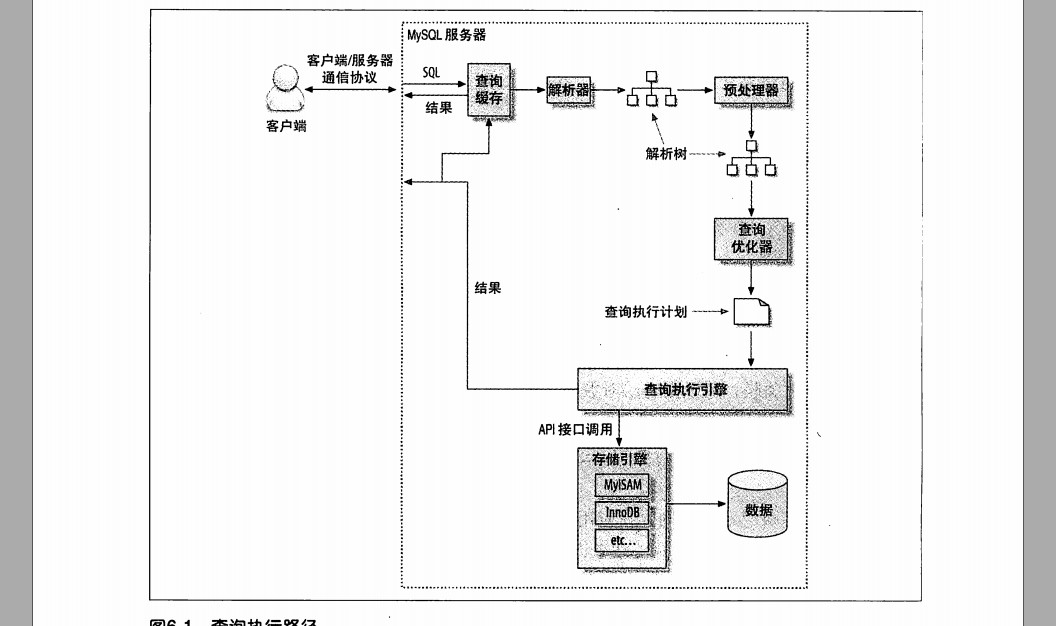 MySQL 服务器
客户端/服务器
通信协议
客户端
SQL
结果
查询
缓存
解析器
预处理器
解析树
查询
优化器
查询执行计划
结果
查询执行引擎
API 接口调用
存储引擎
MyISAM
InnoDB
etc...
数据
图6-1 查询执行路径